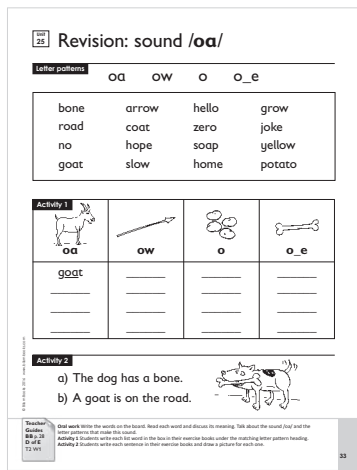 Unit
25
Revision: sound /oa/
Letter patterns
oa ow o o_e
bone arrow hello grow
road coat zero joke
no hope soap yellow
goat slow home potato
Activity 1
oa ow o o_e
goat
Activity 2
a) The dog has a bone.
b) A goat is on the road.
Teacher
Guides
BB p.38
D of E
T2 W5
Oral work Write the words on the board. Read each word and discuss its meaning. Talk about the sound /oa/ and the
letter patterns that make this sound.
Activity 1 Students write each list word in the box in their exercise books under the matching letter pattern heading.
Activity 2 Students write each sentence in their exercise books and draw a picture for each one.
33